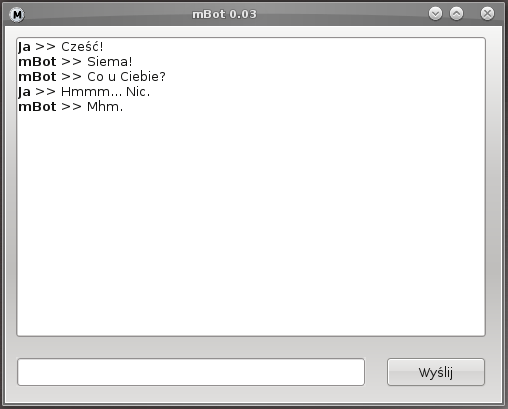 M
mBot 0.03
Ja >> Cześć!
mBot >> Siema!
mBot >> Co u Ciebie?
Ja >> Hmmm... Nic.
mBot >> Mhm.
Wyślij